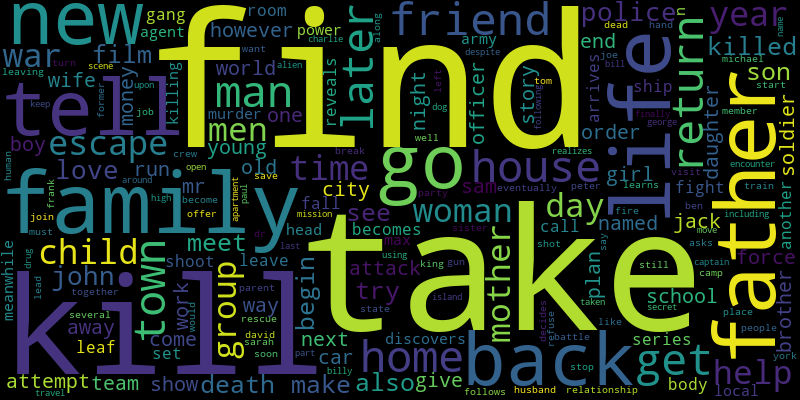 new
gang
agent
room
however
power
charlie
along
friend
police
n
year
war
film
want
army
end
dead
hand
name
leaving
turn
scene
upon
money
killing
world
find
later
despite
joe
bill
michael
killed
wife
former
job
man
reveals
officer
story
tom
following
arrives
left
dog
ship
life
return
son
start
tell
keep
murder
one
men
night
well
finally
george
member
daughter
soldier
boy
escape
young
break
realizes
order
encounter
human
crew
open
love
run
old
time
go
house
girl
learns
visit
father
another
around
save
mr
become
apartment
paul
city
sam
eventually
peter
fight
train
family
high
frank
join
offer
fall
see
party
woman
day
named
ben
including
must
mission
dr
head
becomes
sister
fire
jack
move
meanwhile
child
town
meet
last
max
call
say
asks
force
drug
john
shoot
leave
using
king
gun
mother
shot
plan
still
captain
camp
brother
lead
together
kill
work
group
parent
way
begin
attack
take
island
taken
school
secret
several
would
rescue
try
state
decides
refuse
battle
like
place
people
away
come
david
next
discovers
series
york
leaf
set
sarah
soon
part
car
home
back
stop
get
body
help
attempt
team
show
death
make
billy
also
give
follows
husband
relationship
local
travel
alien